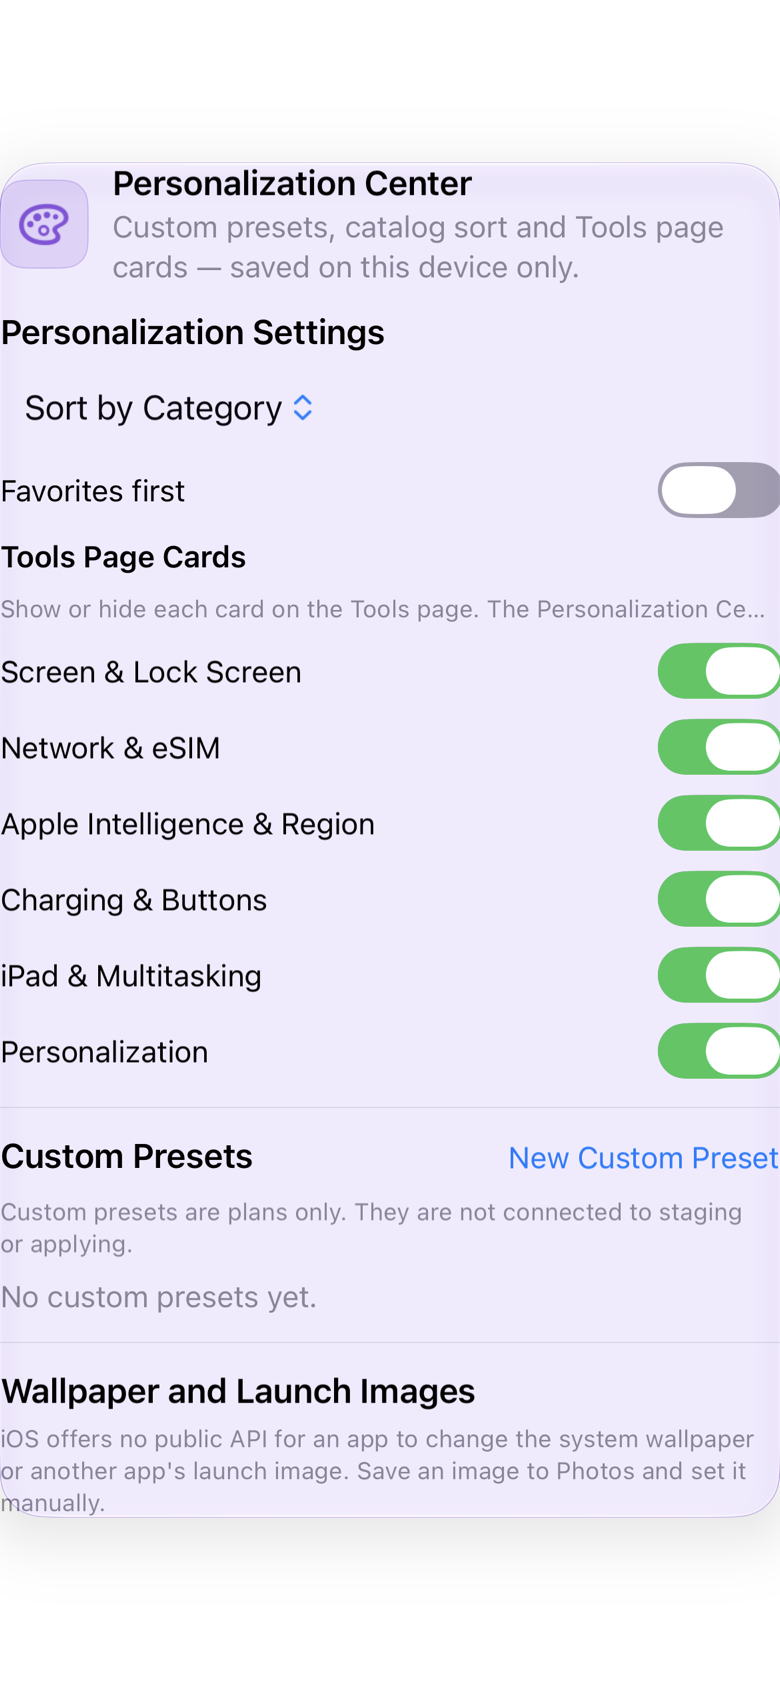 Personalization Center
Custom presets, catalog sort and Tools page
cards — saved on this device only.
Personalization Settings
Sort by Category
Favorites first
Tools Page Cards
Show or hide each card on the Tools page. The Personalization Ce...
Screen & Lock Screen
Network & eSIM
Apple Intelligence & Region
Charging & Buttons
iPad & Multitasking
Personalization
Custom Presets
New Custom Preset
Custom presets are plans only. They are not connected to staging
or applying.
No custom presets yet.
Wallpaper and Launch Images
iOS offers no public API for an app to change the system wallpaper
or another app's launch image. Save an image to Photos and set it
manually.